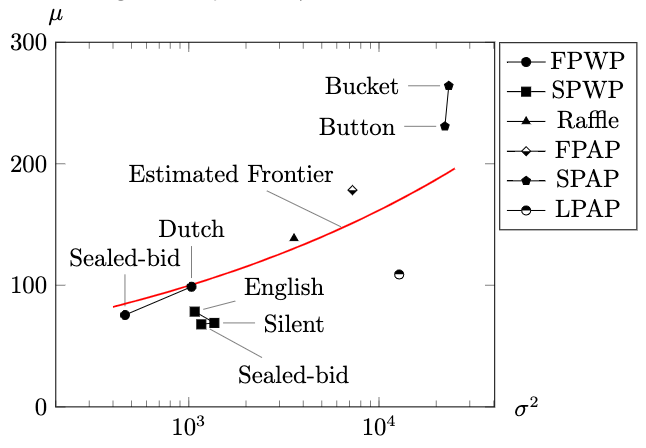 μ
300
200
100
0
10³
10⁴
σ²
Bucket
Button
Estimated Frontier
Dutch
Sealed-bid
English
Silent
Sealed-bid
FPWP
SPWP
Raffle
FPAP
SPAP
LPAP